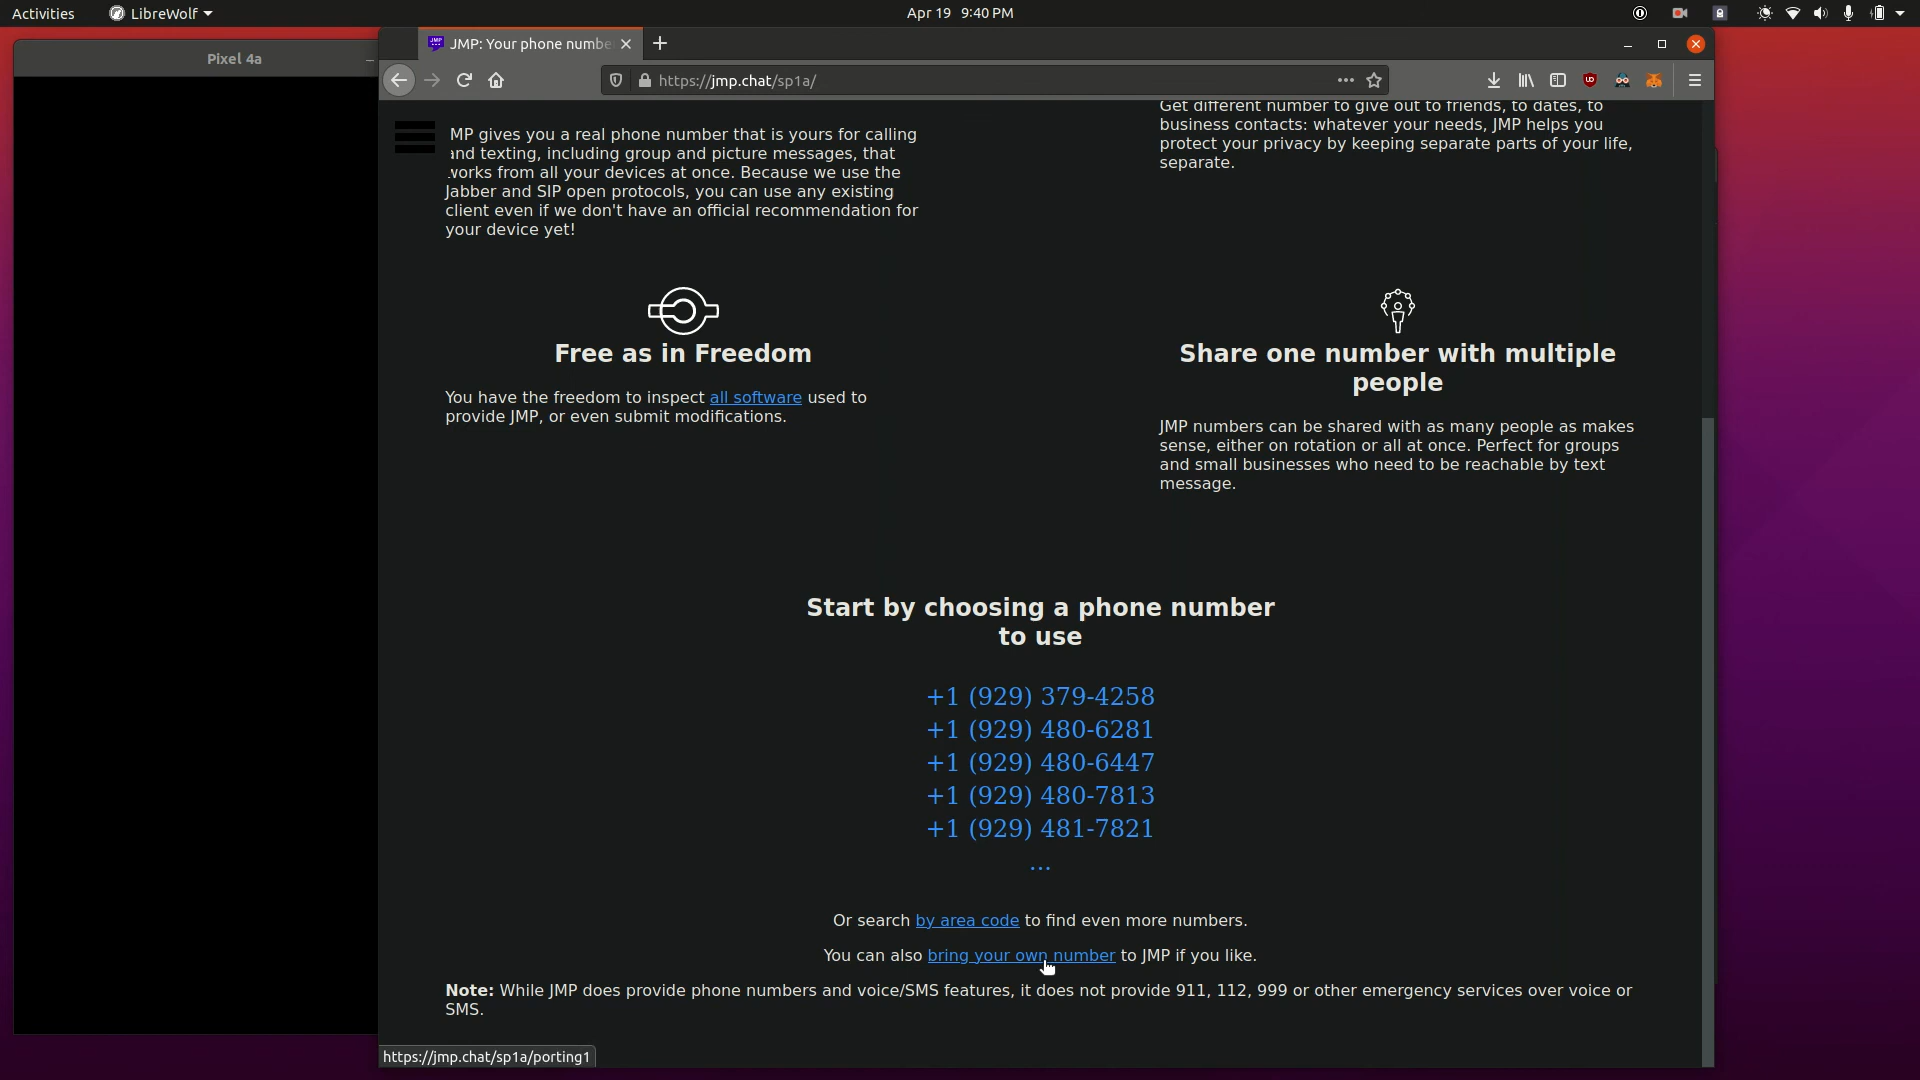 Activities
LibreWolf
Apr 19 9:40 PM
Pixel 4a
JMP: Your phone numbe
https://jmp.chat/sp1a/
MP gives you a real phone number that is yours for calling
and texting, including group and picture messages, that
works from all your devices at once. Because we use the
Jabber and SIP open protocols, you can use any existing
client even if we don't have an official recommendation for
your device yet!
Get different number to give out to friends, to dates, to
business contacts: whatever your needs, JMP helps you
protect your privacy by keeping separate parts of your life,
separate.
Free as in Freedom
You have the freedom to inspect all software used to
provide JMP, or even submit modifications.
Share one number with multiple
people
JMP numbers can be shared with as many people as makes
sense, either on rotation or all at once. Perfect for groups
and small businesses who need to be reachable by text
message.
Start by choosing a phone number
to use
+1 (929) 379-4258
+1 (929) 480-6281
+1 (929) 480-6447
+1 (929) 480-7813
+1 (929) 481-7821
...
Or search by area code to find even more numbers.
You can also bring your own number to JMP if you like.
Note: While JMP does provide phone numbers and voice/SMS features, it does not provide 911, 112, 999 or other emergency services over voice or
SMS.
https://jmp.chat/sp1a/porting1